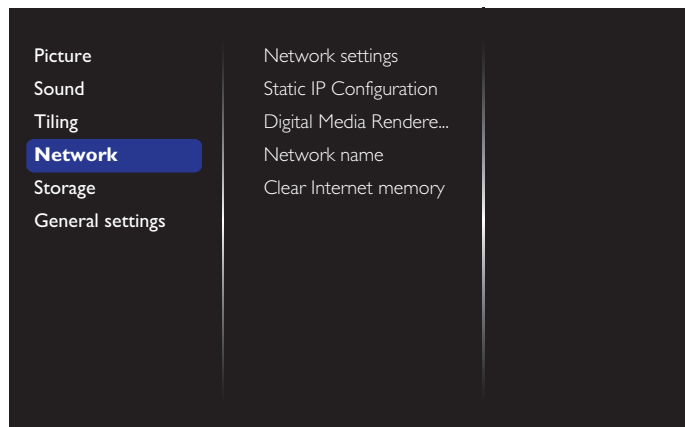 Picture
Sound
Tiling
Network
Storage
General settings
Network settings
Static IP Configuration
Digital Media Rendere...
Network name
Clear Internet memory